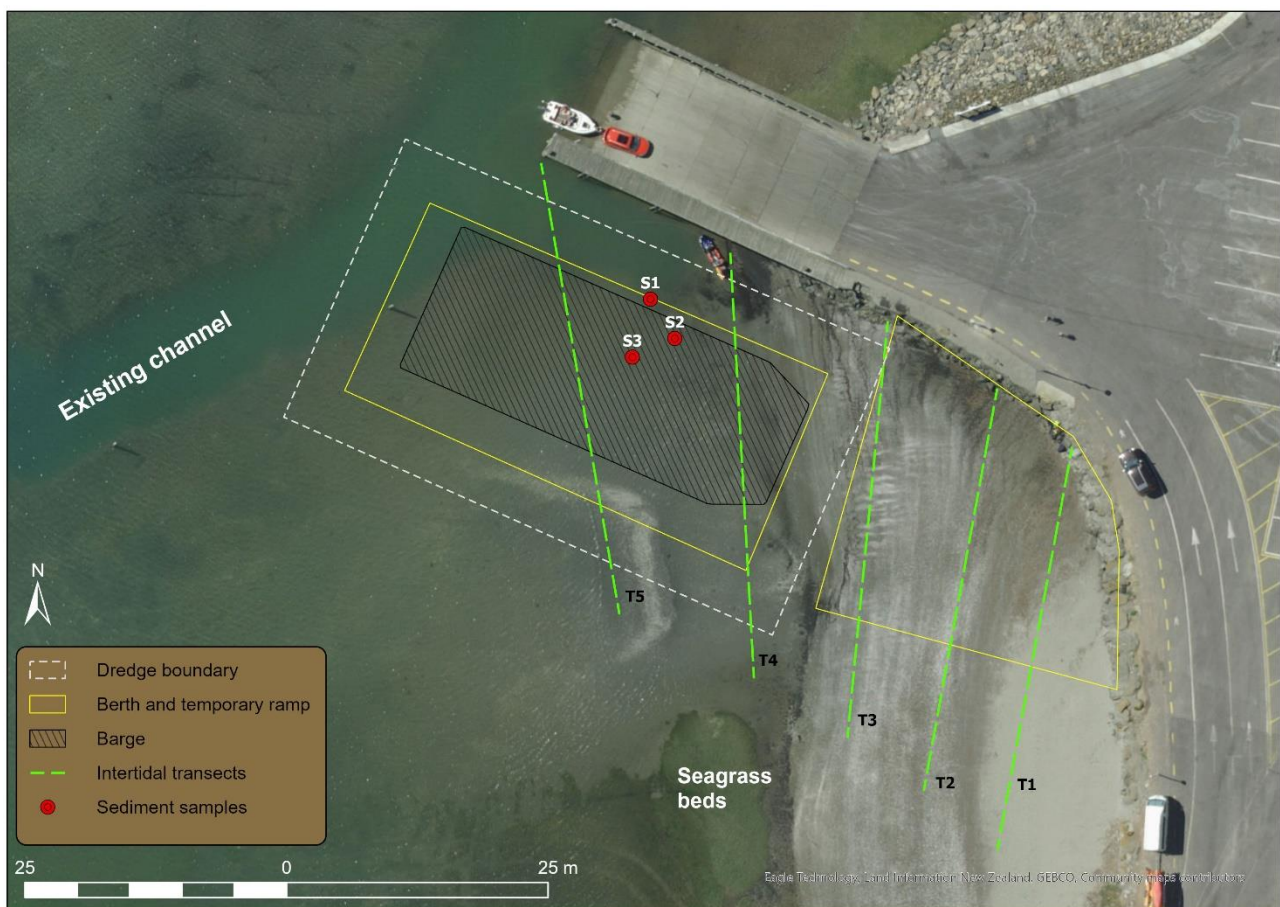 S1
S2
S3
Existing channel
T5
T4
T3
T2
T1
Seagrass
beds
N
Dredge boundary
Berth and temporary ramp
Barge
Intertidal transects
Sediment samples
25 0 25 m
Eagle Technology, Land Information New Zealand, GEBCO, Community maps contributors